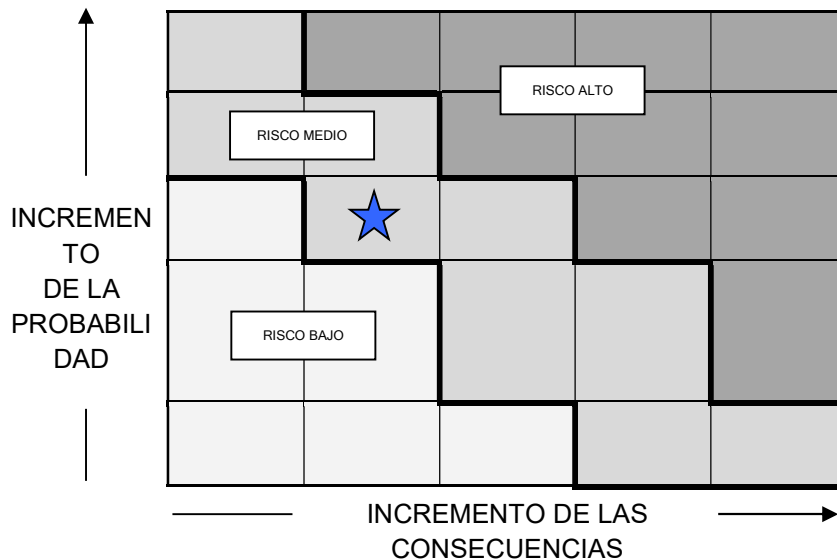 RISCO ALTO
RISCO MEDIO
INCREMEN
TO
DE LA
PROBABILI
DAD
RISCO BAJO
INCREMENTO DE LAS
CONSECUENCIAS